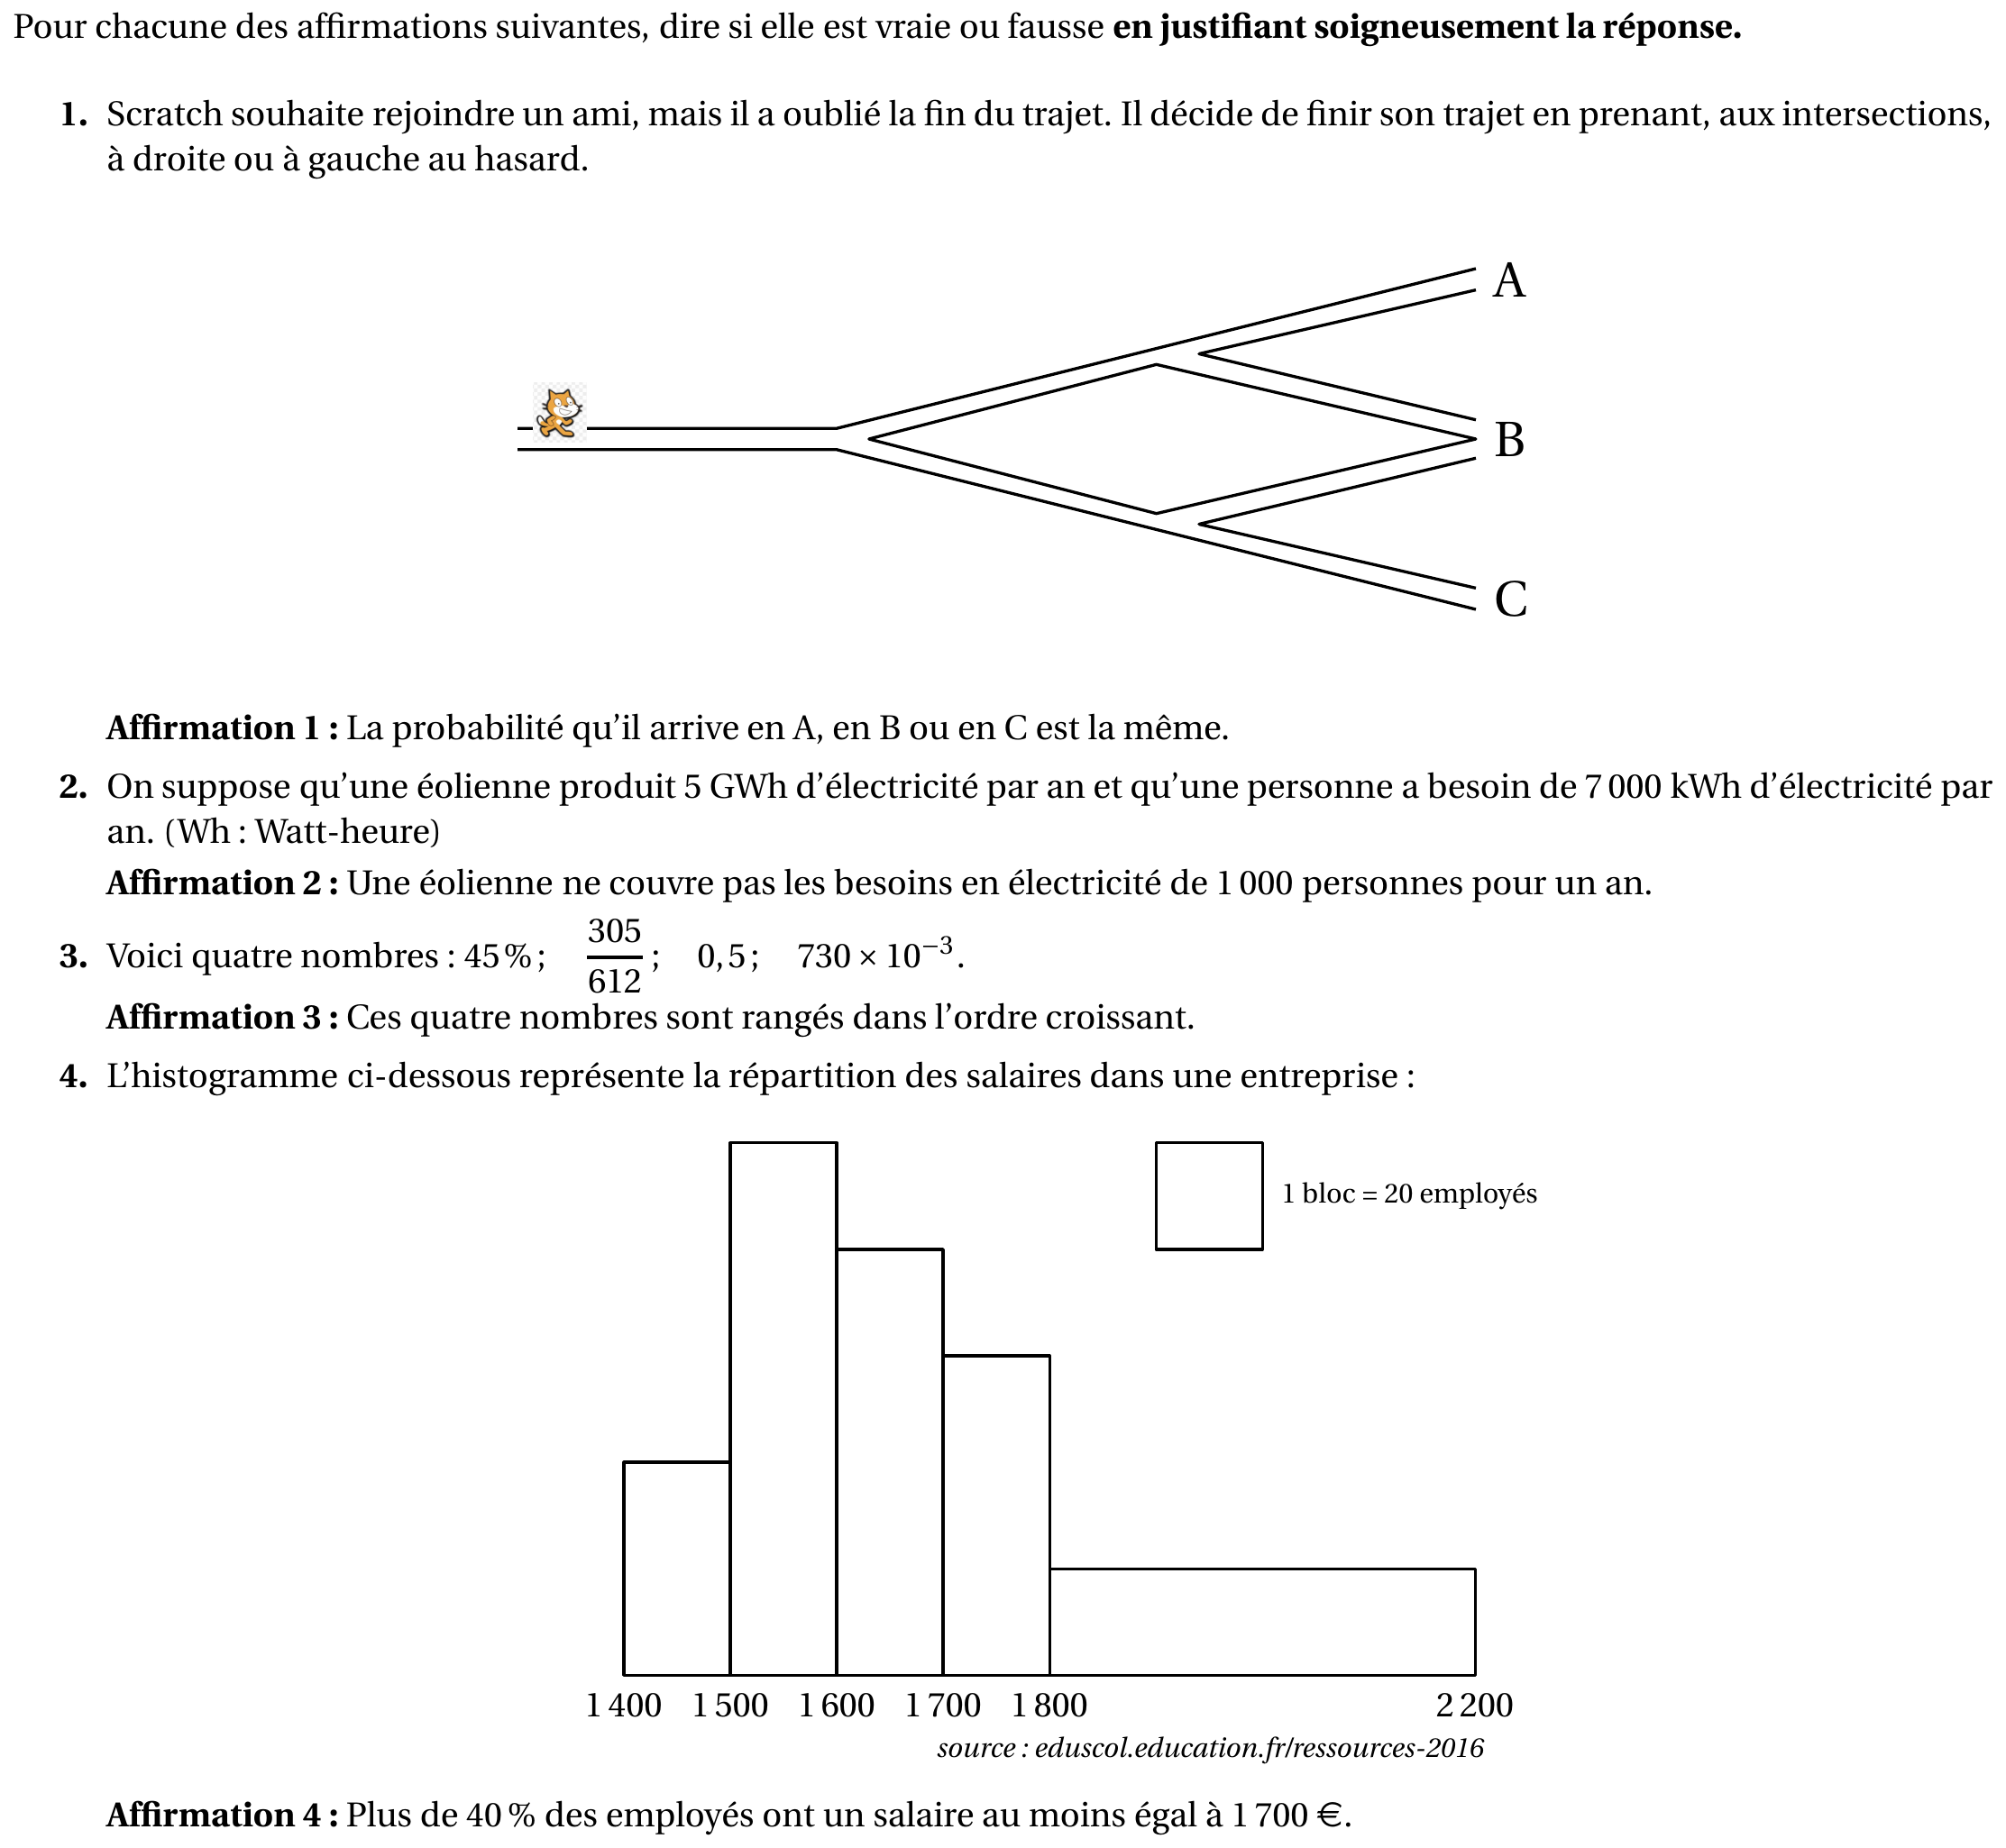 Pour chacune des affirmations suivantes, dire si elle est vraie ou fausse en justifiant soigneusement la réponse.
1. Scratch souhaite rejoindre un ami, mais il a oublié la fin du trajet. Il décide de finir son trajet en prenant, aux intersections,
à droite ou à gauche au hasard.
A
B
C
Affirmation 1 : La probabilité qu'il arrive en A, en B ou en C est la même.
2. On suppose qu'une éolienne produit 5 GWh d'électricité par an et qu'une personne a besoin de 7 000 kWh d'électricité par
an. (Wh : Watt-heure)
Affirmation 2 : Une éolienne ne couvre pas les besoins en électricité de 1 000 personnes pour un an.
3. Voici quatre nombres : 45 % ; 305/612 ; 0,5 ; 730 × 10⁻³.
Affirmation 3 : Ces quatre nombres sont rangés dans l'ordre croissant.
4. L'histogramme ci-dessous représente la répartition des salaires dans une entreprise :
1 bloc = 20 employés
1 400 1 500 1 600 1 700 1 800 2 200
source : eduscol.education.fr/ressources-2016
Affirmation 4 : Plus de 40 % des employés ont un salaire au moins égal à 1 700 €.